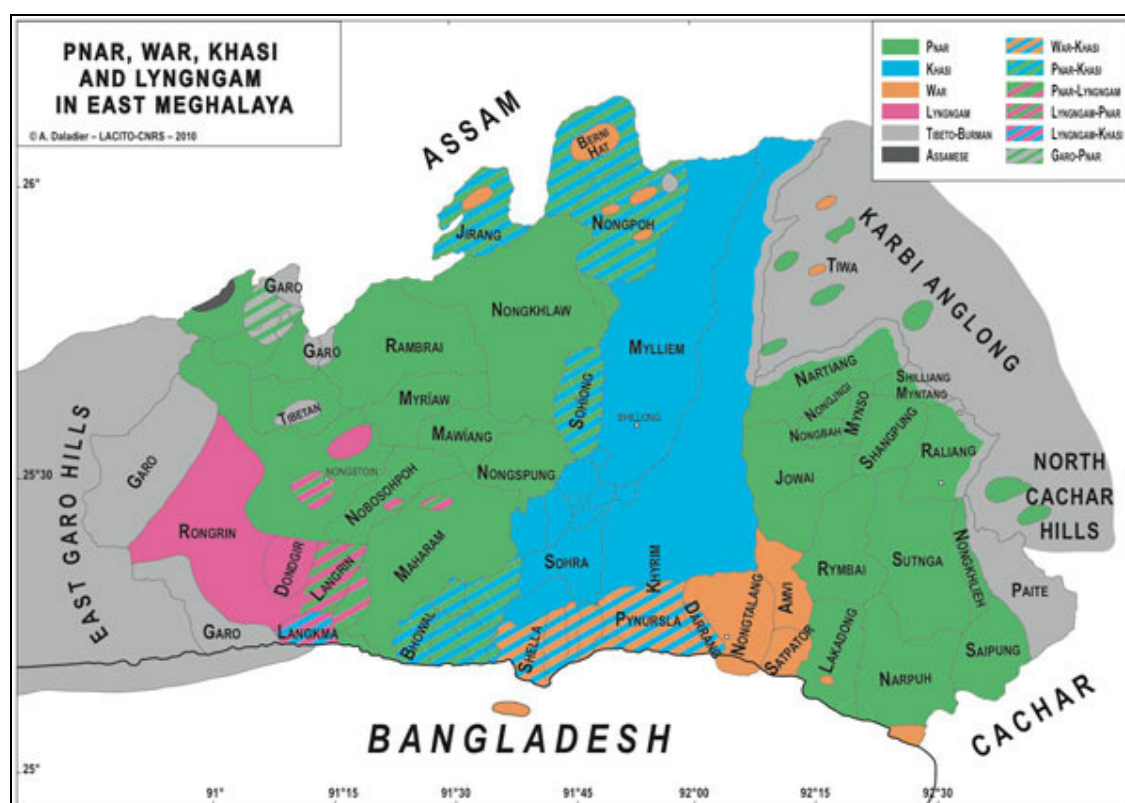 PNAR, WAR, KHASI
AND LYNGNGAM
IN EAST MEGHALAYA
© A. DALADIER – LACITO-CNRS – 2010
PNAR
KHASI
WAR
LYNGNGAM
TIBETO-BURMAN
ASSAMESE
WAR-KHASI
PNAR-KHASI
PNAR-LYNGNGAM
LYNGNGAM-PNAR
LYNGNGAM-KHASI
GARO-PNAR
ASSAM
BERNI
HAT
26°
JIRANG
NONGPOH
KARBI ANGLONG
TIWA
GARO
NONGKHLAW
GARO
RAMBRAI
MYLLIEM
NARTIANG
SHILLIANG
MYNTANG
NONGJNGI
MYNSO
TIBETAN
MYRÏAW
SOHIONG
SHILLONG
MAWÏANG
NONGBAH
SHANGPUNG
RALIANG
EAST GARO HILLS
GARO
25°30
NONGSTOIN
NOBOSOHPOH
NONGSPUNG
JOWAI
NORTH
CACHAR
HILLS
RONGRIN
DONDGIR
LANGRIN
MAHARAM
SOHRA
KHYRIM
RYMBAI
SUTNGA
NONGKHLIEH
PAITE
GARO
LANGKMA
BHOWAL
SHELLA
PYNURSLA
DARRANG
NONGTALANG
AMVI
SATPATOR
LAKADONG
NARPUH
SAIPUNG
BANGLADESH
CACHAR
25°
91°
91°15
91°30
91°45
92°00
92°15
92°30